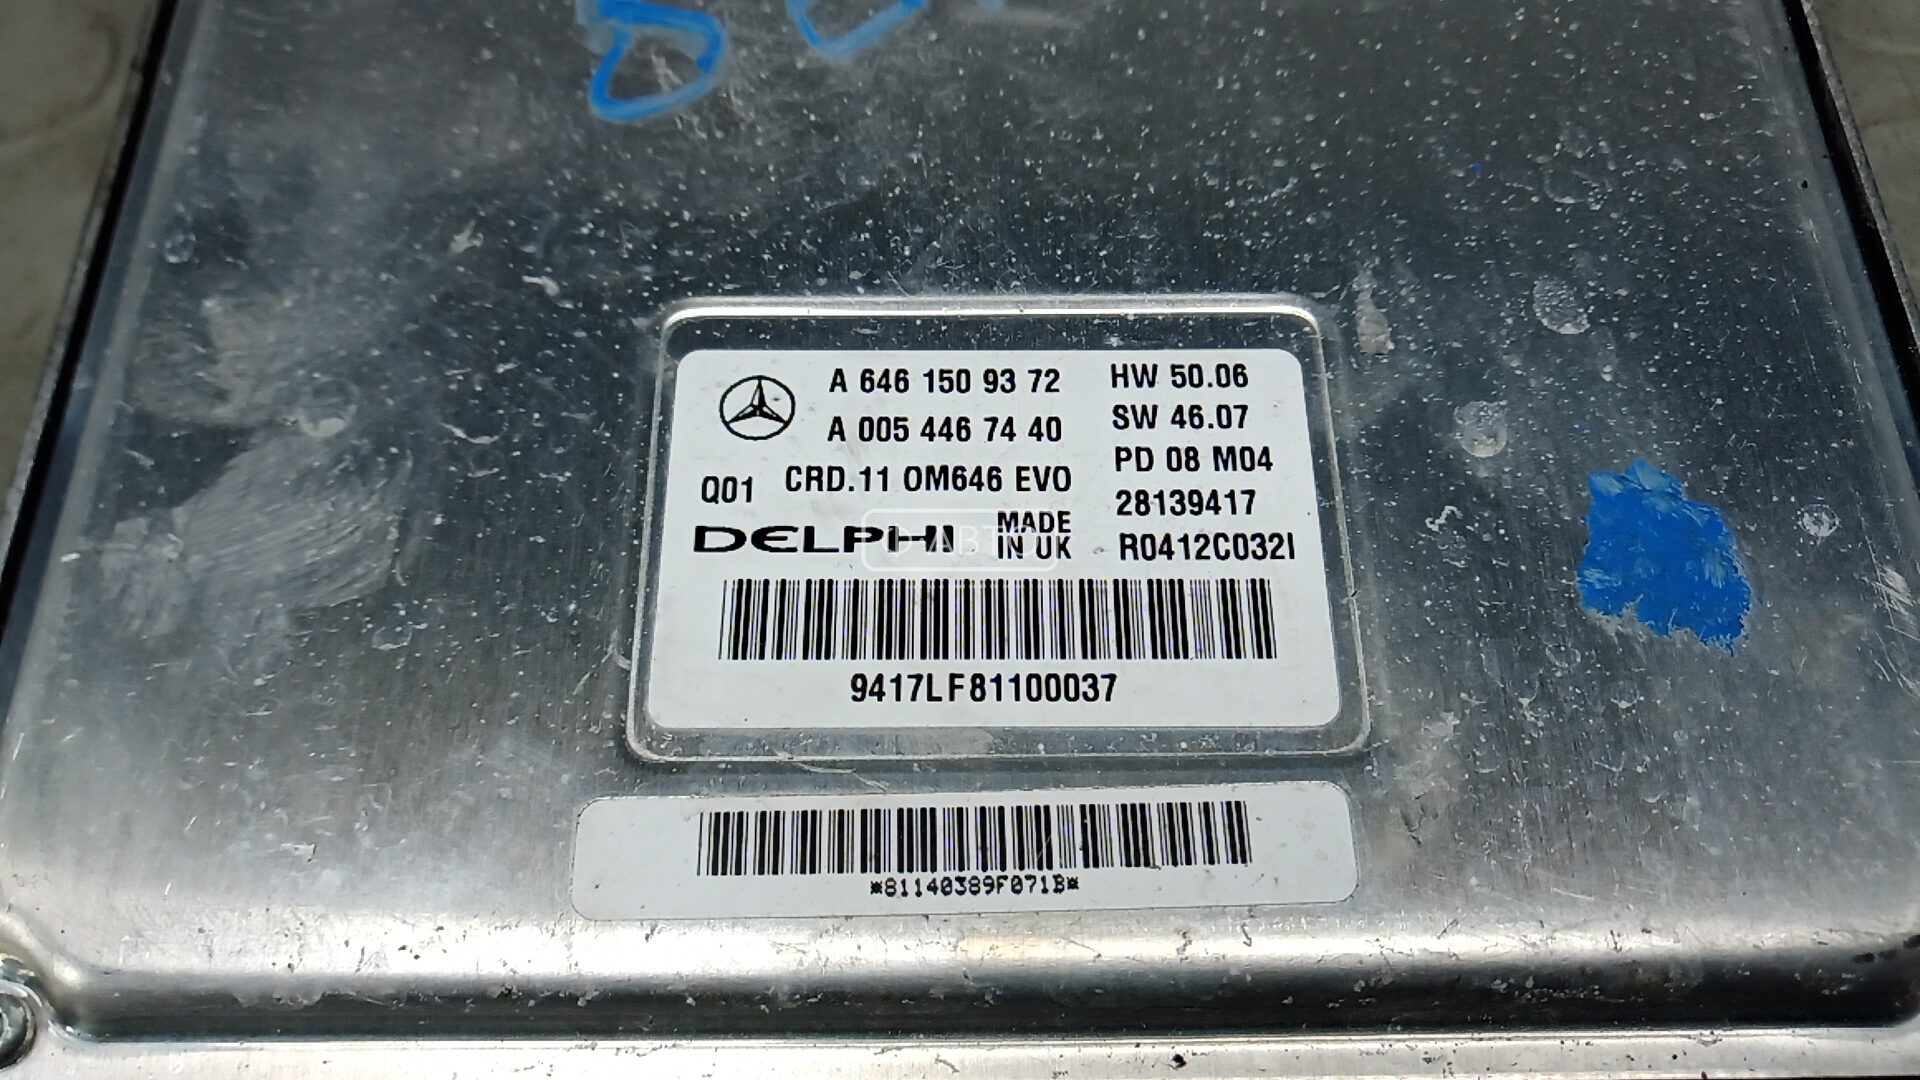 A 646 150 93 72
A 005 446 74 40
Q01 CRD.11 OM646 EVO
DELPHI MADE IN UK
HW 50.06
SW 46.07
PD 08 M04
28139417
R0412C032I
9417LF81100037
*81140389F071B*